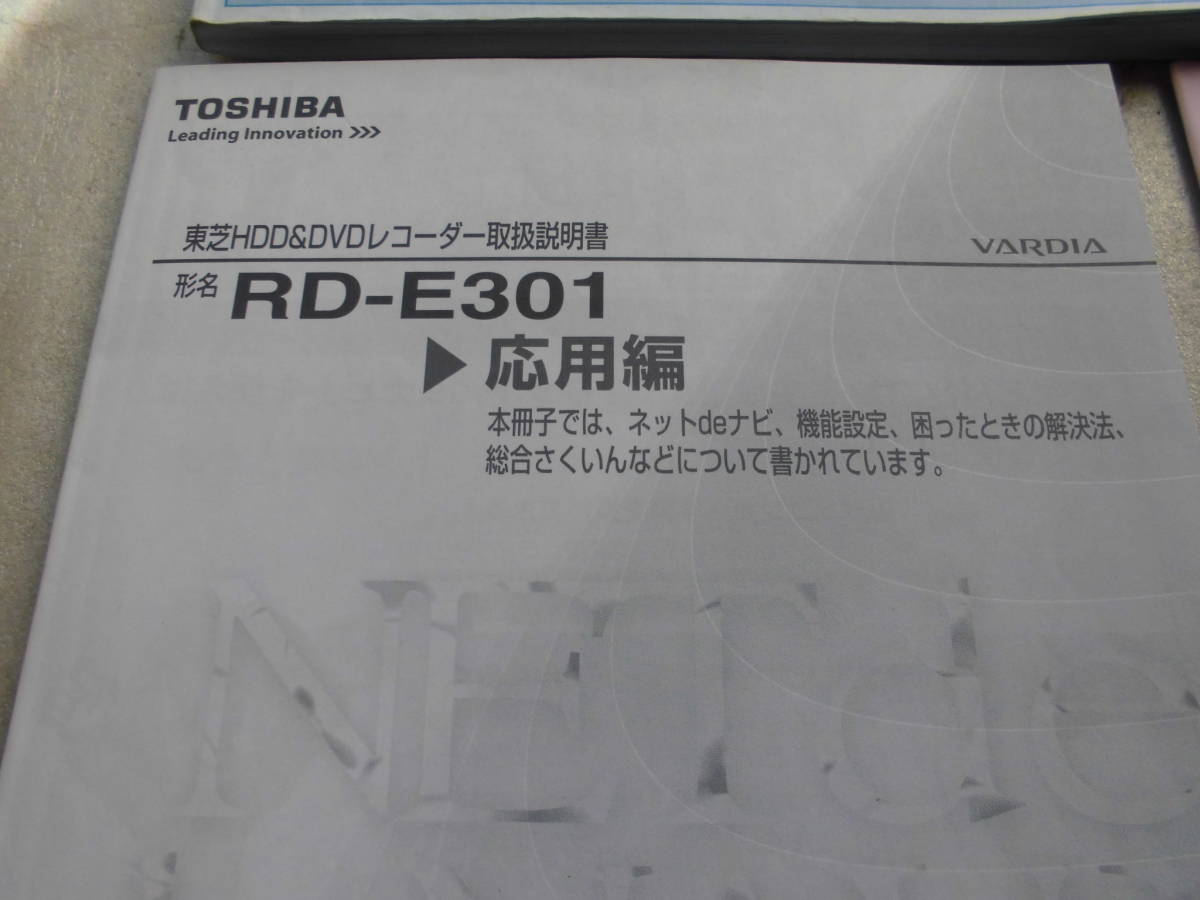 TOSHIBA
Leading Innovation >>>
東芝HDD&DVDレコーダー取扱説明書
VARDIA
形名 RD-E301
▶ 応用編
本冊子では、ネットdeナビ、機能設定、困ったときの解決法、
総合さくいんなどについて書かれています。
NETde